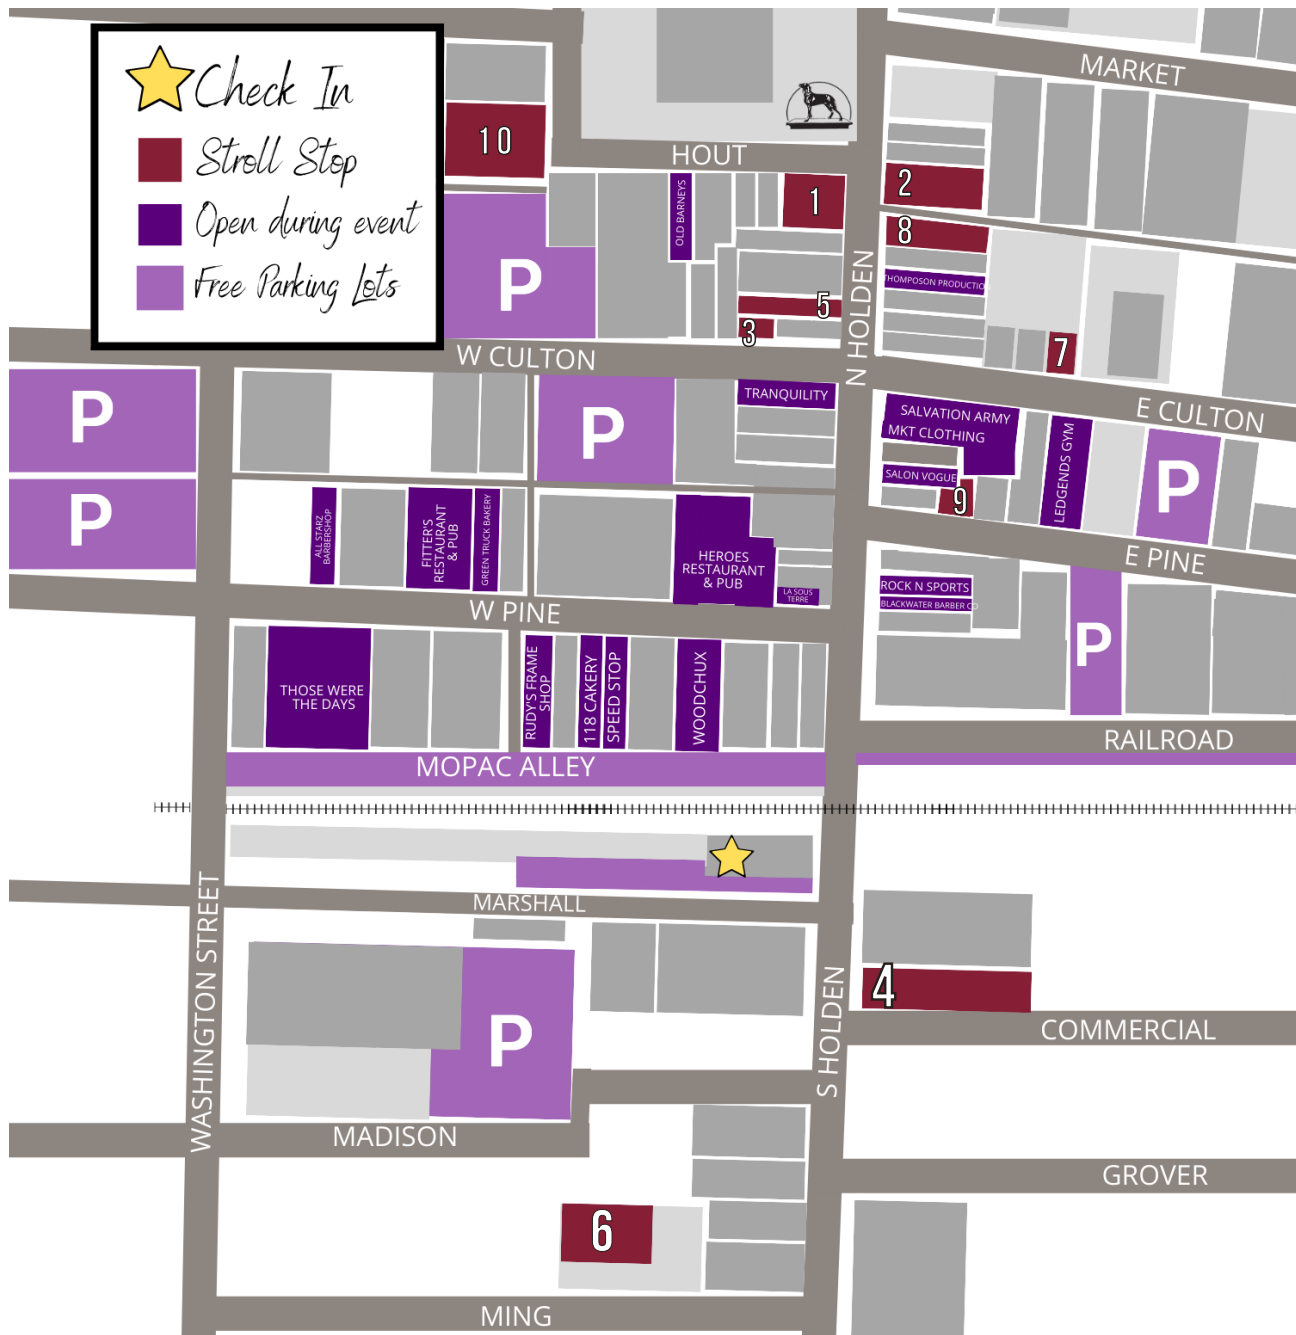 Check In
Stroll Stop
Open during event
Free Parking Lots
MARKET
10
HOUT
2
OLD BARNEYS
1
8
P
THOMPOSON PRODUCTIO
5
3
N HOLDEN
7
W CULTON
E CULTON
P
P
TRANQUILITY
SALVATION ARMY
MKT CLOTHING
LEDGENDS GYM
P
SALON VOGUE
9
P
ALL STARZ
BARBERSHOP
FITTER'S
RESTAURANT
& PUB
GREEN TRUCK BAKERY
HEROES
RESTAURANT
& PUB
LA SOUS
TERRE
E PINE
ROCK N SPORTS
BLACKWATER BARBER CO
W PINE
P
THOSE WERE
THE DAYS
RUDY'S FRAME
SHOP
118 CAKERY
SPEED STOP
WOODCHUX
RAILROAD
MOPAC ALLEY
MARSHALL
WASHINGTON STREET
4
S HOLDEN
COMMERCIAL
P
MADISON
GROVER
6
MING